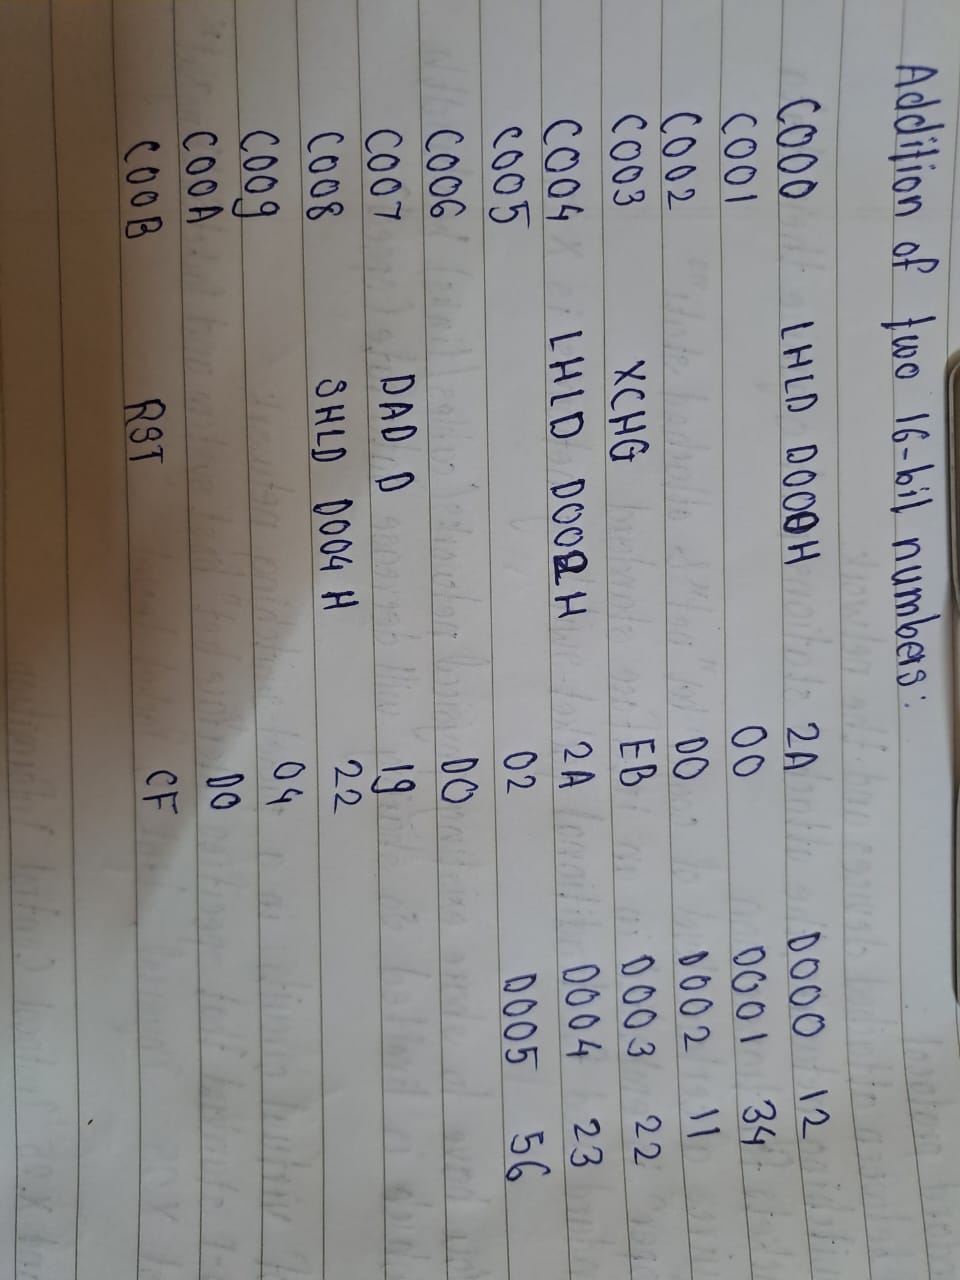 Addition of two 16-bit numbers:
C000 LHLD D000H 2A D000 12
C001 00 D001 34
C002 D0 D002 11
C003 XCHG EB D003 22
C004 LHLD D002H 2A D004 23
C005 02 D005 56
C006 D0
C007 DAD D 19
C008 SHLD D004 H 22
C009 04
C00A D0
C00B RST CF